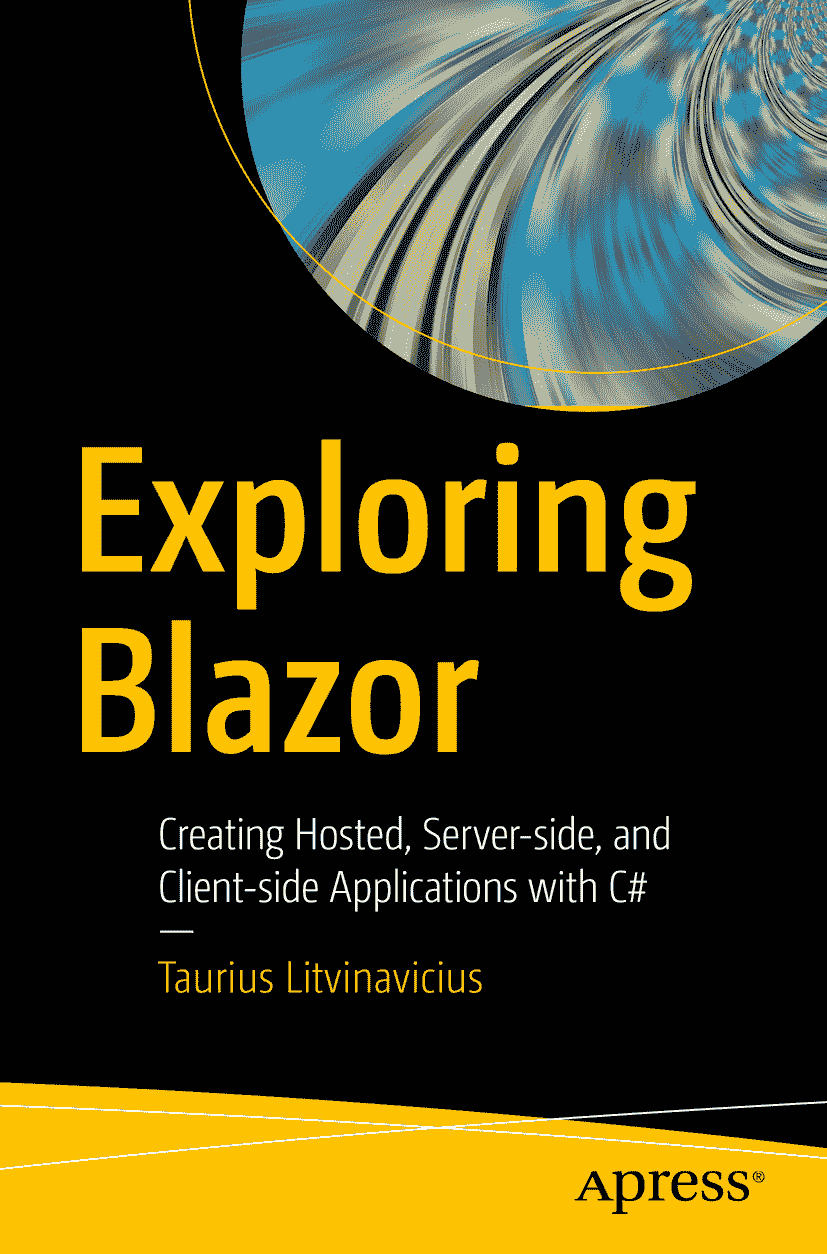 Exploring
Blazor
Creating Hosted, Server-side, and
Client-side Applications with C#
—
Taurius Litvinavicius
Apress®